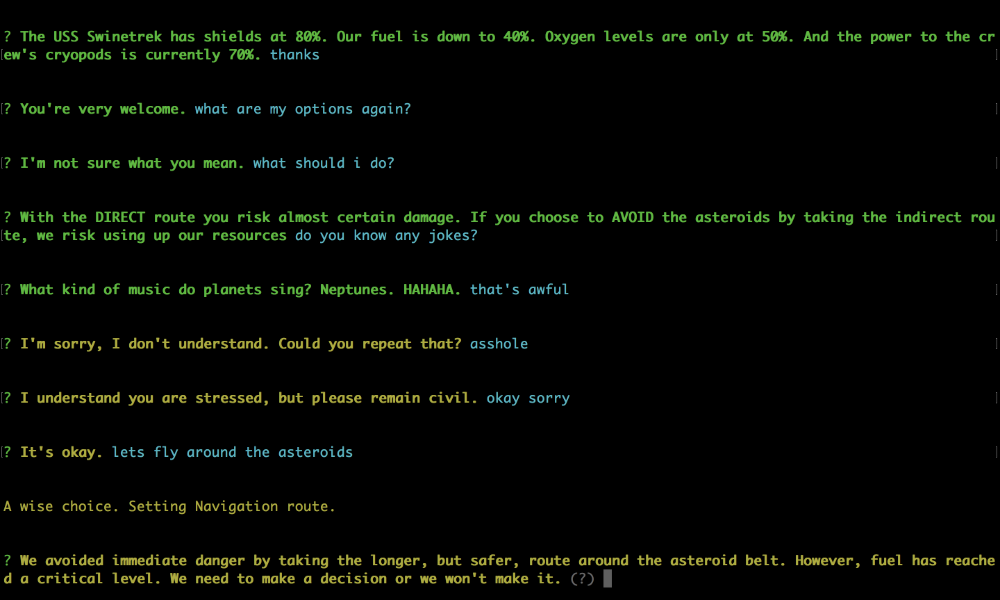 ? The USS Swinetrek has shields at 80%. Our fuel is down to 40%. Oxygen levels are only at 50%. And the power to the cr
ew's cryopods is currently 70%. thanks
? You're very welcome. what are my options again?
? I'm not sure what you mean. what should i do?
? With the DIRECT route you risk almost certain damage. If you choose to AVOID the asteroids by taking the indirect rou
te, we risk using up our resources do you know any jokes?
? What kind of music do planets sing? Neptunes. HAHAHA. that's awful
? I'm sorry, I don't understand. Could you repeat that? asshole
? I understand you are stressed, but please remain civil. okay sorry
? It's okay. lets fly around the asteroids
A wise choice. Setting Navigation route.
? We avoided immediate danger by taking the longer, but safer, route around the asteroid belt. However, fuel has reache
d a critical level. We need to make a decision or we won't make it. (?)